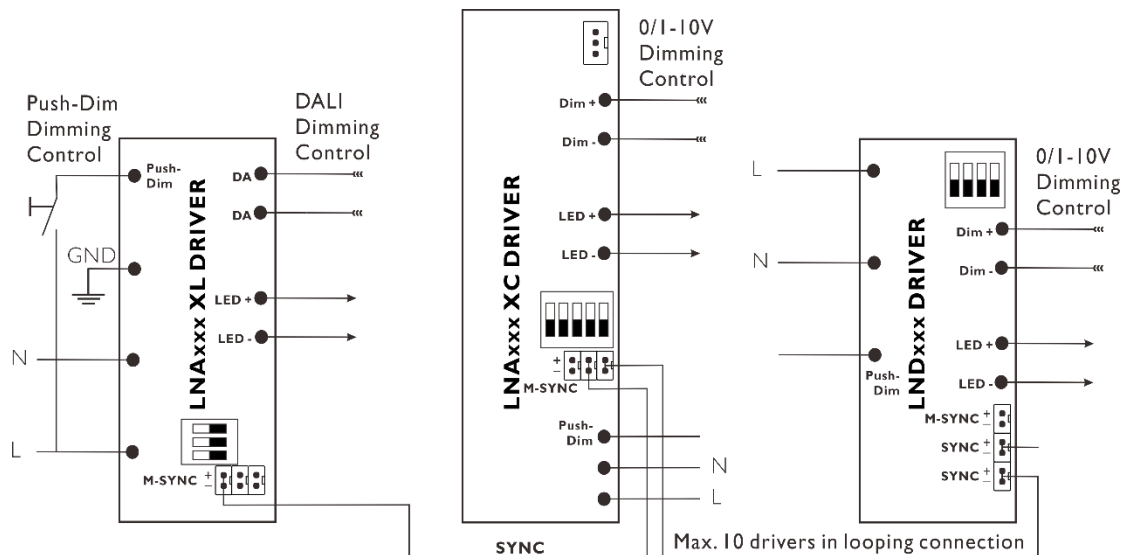 Push-Dim
Dimming
Control
DALI
Dimming
Control
Push-
Dim
DA
DA
GND
LED +
LED -
N
L
LNAxxx XL DRIVER
M-SYNC + -
0/1-10V
Dimming
Control
Dim +
Dim -
LED +
LED -
LNAxxx XC DRIVER
+ -
M-SYNC
Push-
Dim
N
L
SYNC
0/1-10V
Dimming
Control
L
N
Dim +
Dim -
LNDxxx DRIVER
LED +
Push-
Dim
LED -
M-SYNC + -
SYNC + -
SYNC + -
Max. 10 drivers in looping connection